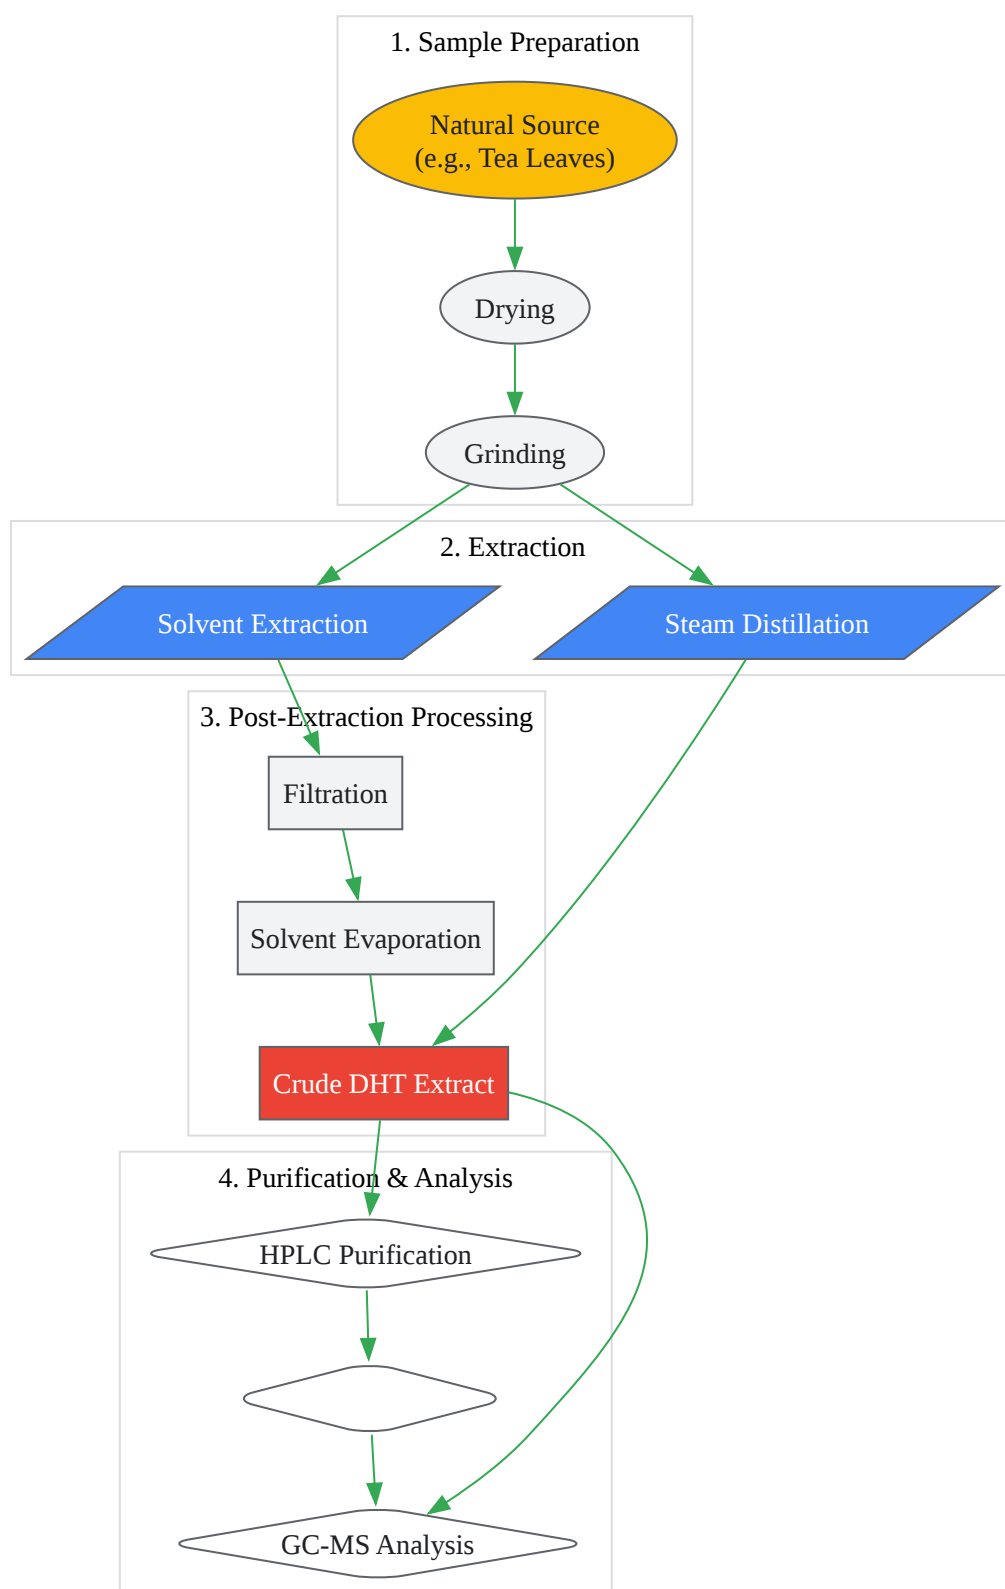 1. Sample Preparation
Natural Source
(e.g., Tea Leaves)
Drying
Grinding
2. Extraction
Solvent Extraction
Steam Distillation
3. Post-Extraction Processing
Filtration
Solvent Evaporation
Crude DHT Extract
4. Purification & Analysis
HPLC Purification
GC-MS Analysis